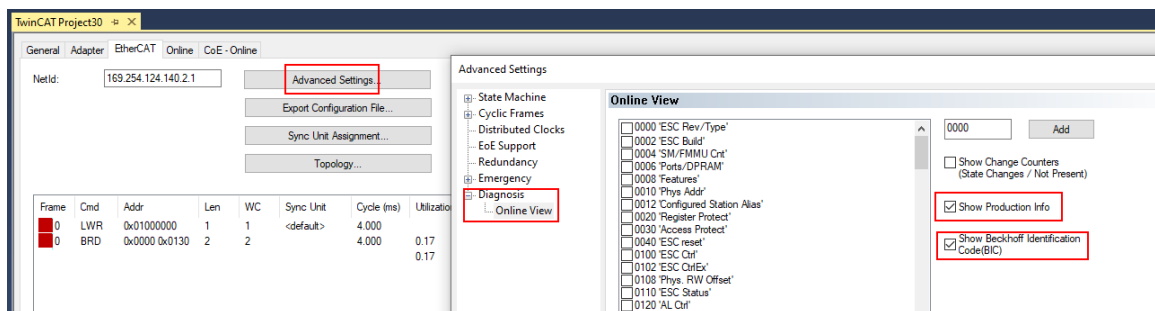 TwinCAT Project30
General Adapter EtherCAT Online CoE - Online
NetId: 169.254.124.140.2.1
Advanced Settings...
Export Configuration File...
Sync Unit Assignment...
Topology...
Frame Cmd Addr Len WC Sync Unit Cycle (ms) Utilizatio
0 LWR 0x01000000 1 1 <default> 4.000
0 BRD 0x0000 0x0130 2 2 4.000 0.17
0.17
Advanced Settings
State Machine
Cyclic Frames
Distributed Clocks
EoE Support
Redundancy
Emergency
Diagnosis
Online View
Online View
0000 'ESC Rev/Type'
0002 'ESC Build'
0004 'SM/FMMU Cnt'
0006 'Ports/DPRAM'
0008 'Features'
0010 'Phys Addr'
0012 'Configured Station Alias'
0020 'Register Protect'
0030 'Access Protect'
0040 'ESC reset'
0100 'ESC Ctrl'
0102 'ESC CtrlEx'
0108 'Phys. RW Offset'
0110 'ESC Status'
0120 'AL Ctrl'
0000 Add
Show Change Counters
(State Changes / Not Present)
Show Production Info
Show Beckhoff Identification
Code(BIC)